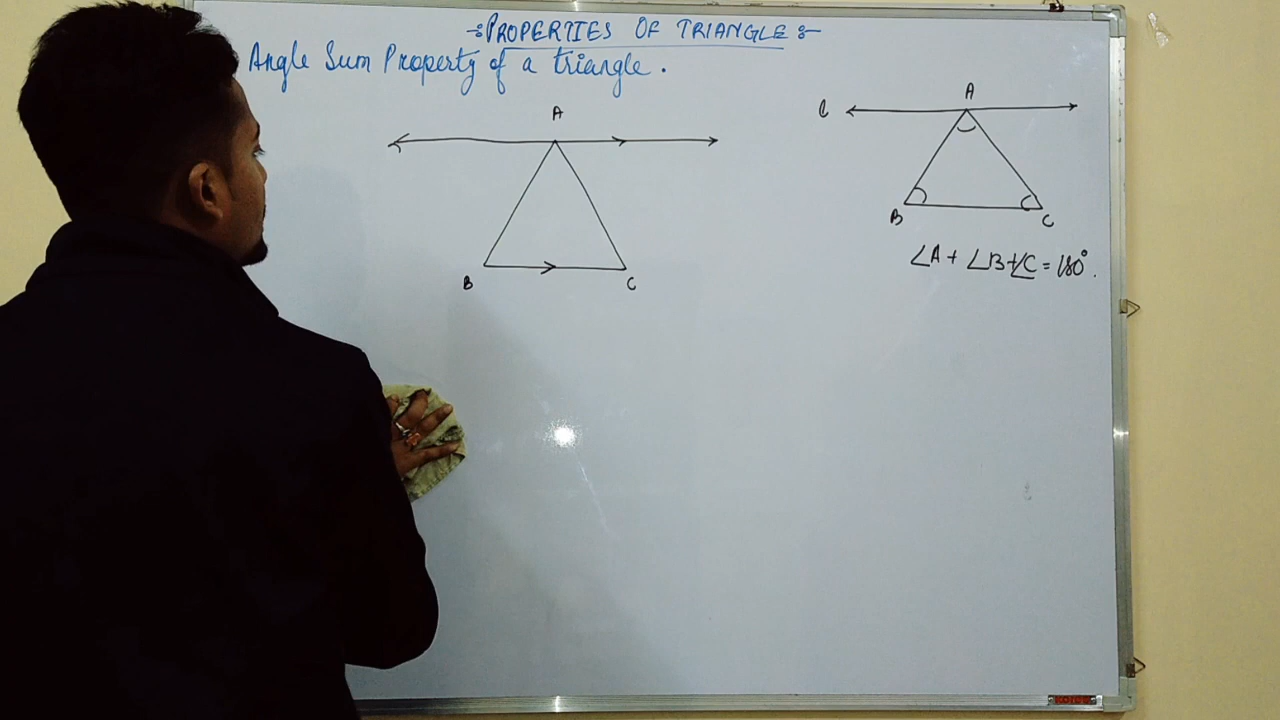 PROPERTIES OF TRIANGLE
Angle Sum Property of a triangle.
A
B
C
l
A
B
C
∠A + ∠B + ∠C = 180°.